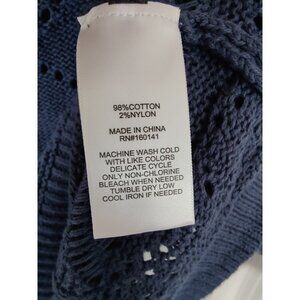 98%COTTON
2%NYLON
MADE IN CHINA
RN#160141
MACHINE WASH COLD
WITH LIKE COLORS
DELICATE CYCLE
ONLY NON-CHLORINE
BLEACH WHEN NEEDED
TUMBLE DRY LOW
COOL IRON IF NEEDED